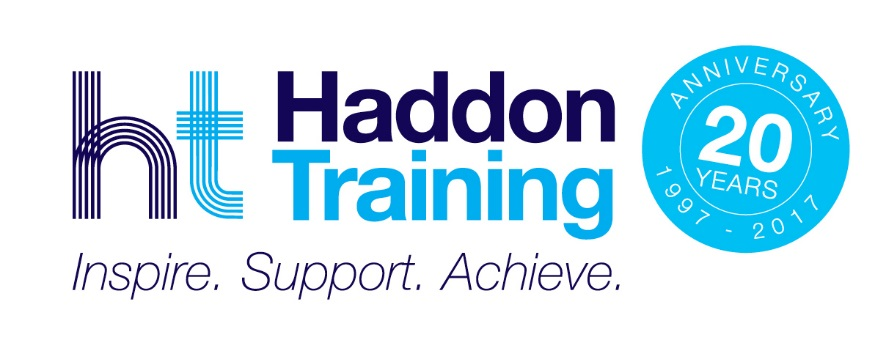 ht
Haddon
Training
Inspire. Support. Achieve.
ANNIVERSARY
20
YEARS
1997 - 2017